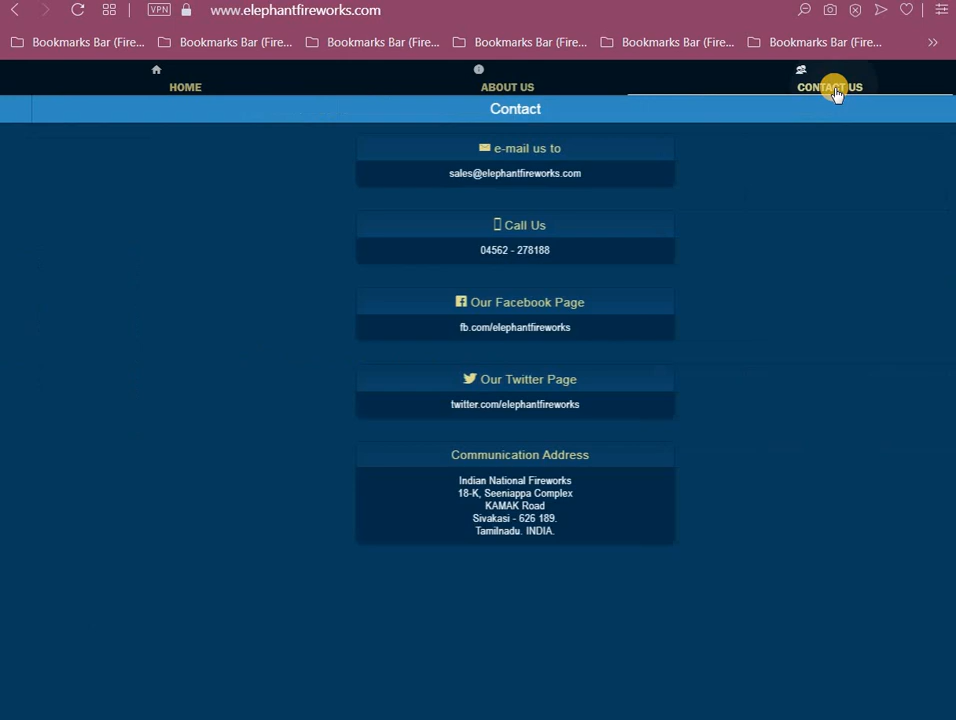 VPN
www.elephantfireworks.com
Bookmarks Bar (Fire... Bookmarks Bar (Fire... Bookmarks Bar (Fire... Bookmarks Bar (Fire... Bookmarks Bar (Fire... Bookmarks Bar (Fire...
HOME ABOUT US CONTACT US
Contact
e-mail us to
sales@elephantfireworks.com
Call Us
04562 - 278188
Our Facebook Page
fb.com/elephantfireworks
Our Twitter Page
twitter.com/elephantfireworks
Communication Address
Indian National Fireworks
18-K, Seeniappa Complex
KAMAK Road
Sivakasi - 626 189.
Tamilnadu. INDIA.